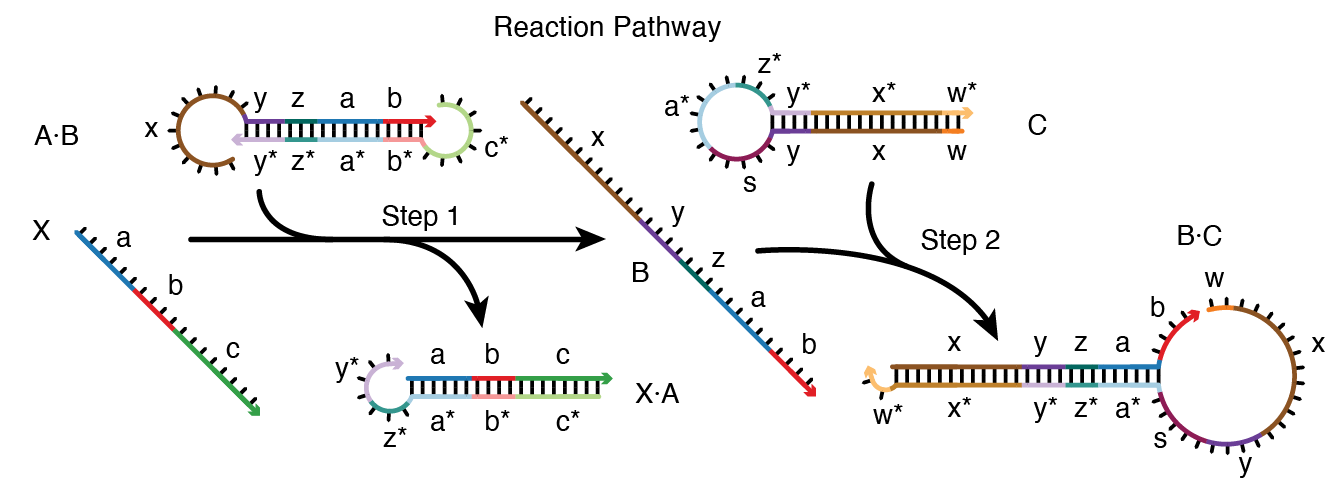 Reaction Pathway
A·B
x
y z a b
y* z* a* b*
c*
x
y
z
a
b
B
z*
a*
y* x* w*
y x w
s
C
X
a
b
c
Step 1
Step 2
y*
z*
a b c
a* b* c*
X·A
B·C
w
b
x
x y z a
x* y* z* a*
w*
s
y